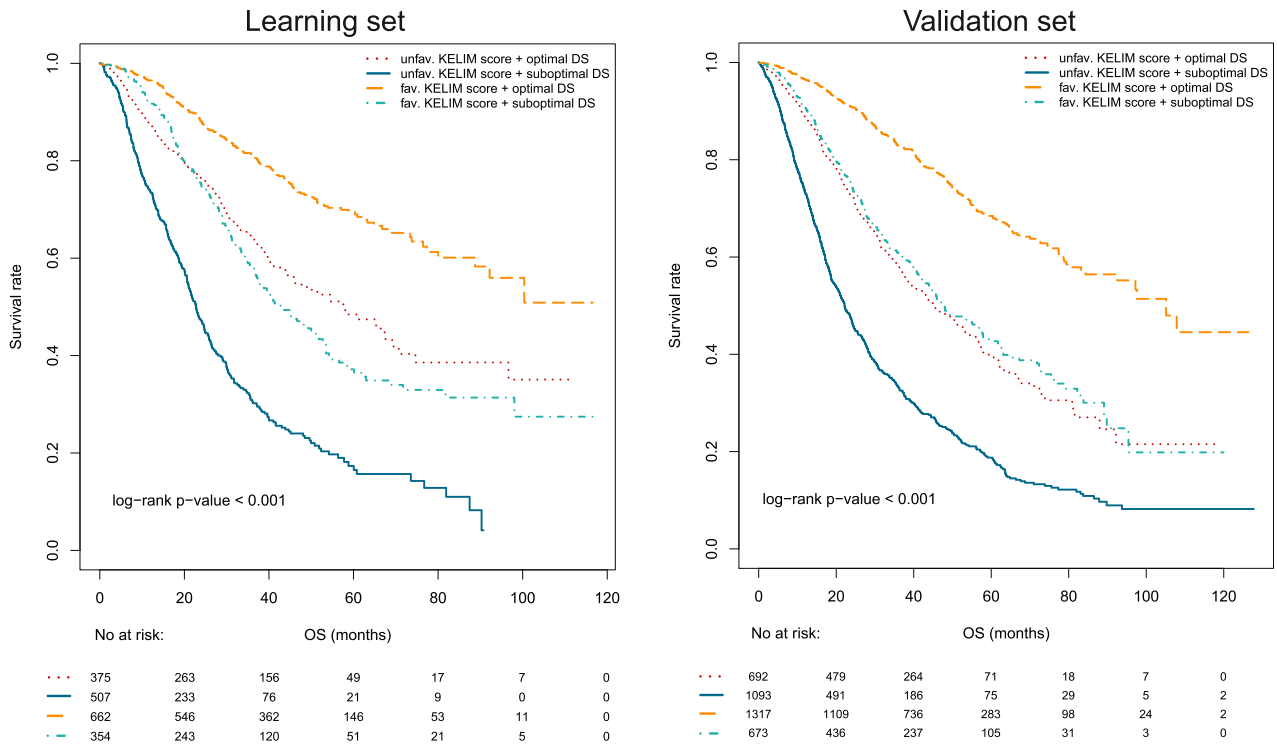 Learning set
unfav. KELIM score + optimal DS
unfav. KELIM score + suboptimal DS
fav. KELIM score + optimal DS
fav. KELIM score + suboptimal DS
Survival rate
1.0
0.8
0.6
0.4
0.2
0.0
log−rank p−value < 0.001
0 20 40 60 80 100 120
No at risk: OS (months)
375 263 156 49 17 7 0
507 233 76 21 9 0 0
662 546 362 146 53 11 0
354 243 120 51 21 5 0
Validation set
unfav. KELIM score + optimal DS
unfav. KELIM score + suboptimal DS
fav. KELIM score + optimal DS
fav. KELIM score + suboptimal DS
Survival rate
1.0
0.8
0.6
0.4
0.2
0.0
log−rank p−value < 0.001
0 20 40 60 80 100 120
No at risk: OS (months)
692 479 264 71 18 7 0
1093 491 186 75 29 5 2
1317 1109 736 283 98 24 2
673 436 237 105 31 3 0